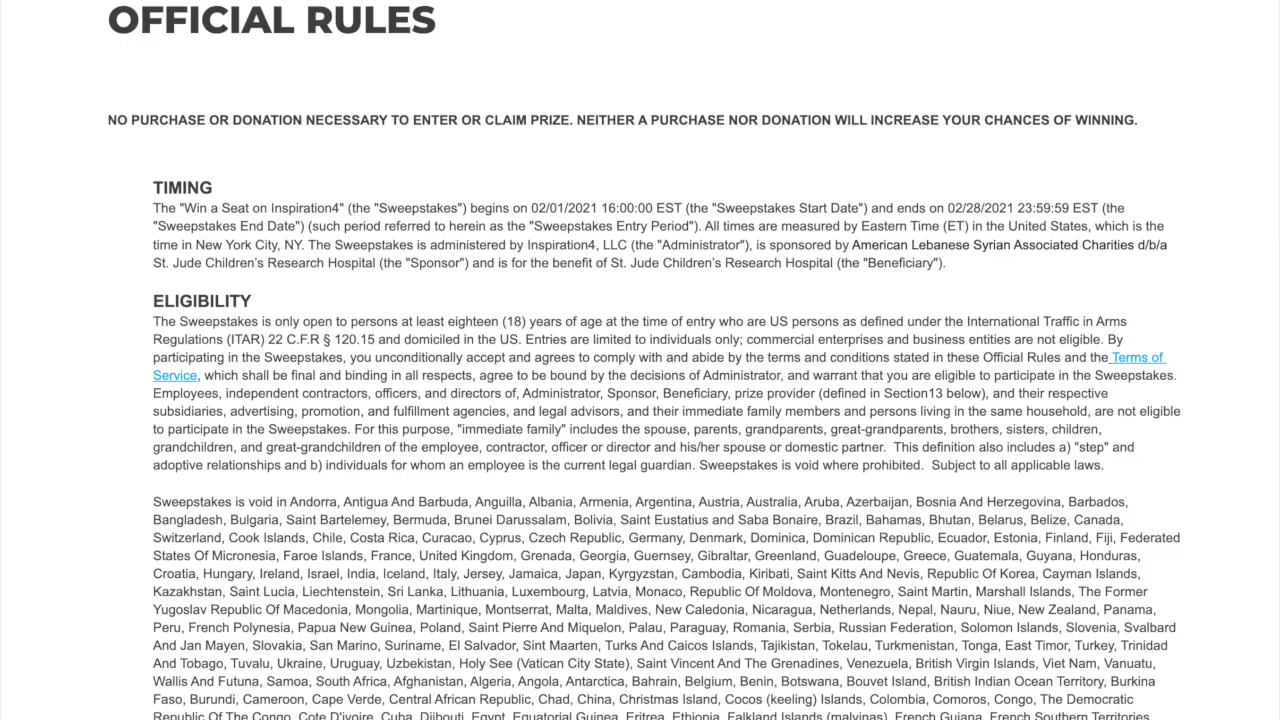 OFFICIAL RULES
NO PURCHASE OR DONATION NECESSARY TO ENTER OR CLAIM PRIZE. NEITHER A PURCHASE NOR DONATION WILL INCREASE YOUR CHANCES OF WINNING.
TIMING
The "Win a Seat on Inspiration4" (the "Sweepstakes") begins on 02/01/2021 16:00:00 EST (the "Sweepstakes Start Date") and ends on 02/28/2021 23:59:59 EST (the
"Sweepstakes End Date") (such period referred to herein as the "Sweepstakes Entry Period"). All times are measured by Eastern Time (ET) in the United States, which is the
time in New York City, NY. The Sweepstakes is administered by Inspiration4, LLC (the "Administrator"), is sponsored by American Lebanese Syrian Associated Charities d/b/a
St. Jude Children's Research Hospital (the "Sponsor") and is for the benefit of St. Jude Children's Research Hospital (the "Beneficiary").
ELIGIBILITY
The Sweepstakes is only open to persons at least eighteen (18) years of age at the time of entry who are US persons as defined under the International Traffic in Arms
Regulations (ITAR) 22 C.F.R § 120.15 and domiciled in the US. Entries are limited to individuals only; commercial enterprises and business entities are not eligible. By
participating in the Sweepstakes, you unconditionally accept and agrees to comply with and abide by the terms and conditions stated in these Official Rules and the Terms of
Service, which shall be final and binding in all respects, agree to be bound by the decisions of Administrator, and warrant that you are eligible to participate in the Sweepstakes.
Employees, independent contractors, officers, and directors of, Administrator, Sponsor, Beneficiary, prize provider (defined in Section13 below), and their respective
subsidiaries, advertising, promotion, and fulfillment agencies, and legal advisors, and their immediate family members and persons living in the same household, are not eligible
to participate in the Sweepstakes. For this purpose, "immediate family" includes the spouse, parents, grandparents, great-grandparents, brothers, sisters, children,
grandchildren, and great-grandchildren of the employee, contractor, officer or director and his/her spouse or domestic partner. This definition also includes a) "step" and
adoptive relationships and b) individuals for whom an employee is the current legal guardian. Sweepstakes is void where prohibited. Subject to all applicable laws.
Sweepstakes is void in Andorra, Antigua And Barbuda, Anguilla, Albania, Armenia, Argentina, Austria, Australia, Aruba, Azerbaijan, Bosnia And Herzegovina, Barbados,
Bangladesh, Bulgaria, Saint Bartelemey, Bermuda, Brunei Darussalam, Bolivia, Saint Eustatius and Saba Bonaire, Brazil, Bahamas, Bhutan, Belarus, Belize, Canada,
Switzerland, Cook Islands, Chile, Costa Rica, Curacao, Cyprus, Czech Republic, Germany, Denmark, Dominica, Dominican Republic, Ecuador, Estonia, Finland, Fiji, Federated
States Of Micronesia, Faroe Islands, France, United Kingdom, Grenada, Georgia, Guernsey, Gibraltar, Greenland, Guadeloupe, Greece, Guatemala, Guyana, Honduras,
Croatia, Hungary, Ireland, Israel, India, Iceland, Italy, Jersey, Jamaica, Japan, Kyrgyzstan, Cambodia, Kiribati, Saint Kitts And Nevis, Republic Of Korea, Cayman Islands,
Kazakhstan, Saint Lucia, Liechtenstein, Sri Lanka, Lithuania, Luxembourg, Latvia, Monaco, Republic Of Moldova, Montenegro, Saint Martin, Marshall Islands, The Former
Yugoslav Republic Of Macedonia, Mongolia, Martinique, Montserrat, Malta, Maldives, New Caledonia, Nicaragua, Netherlands, Nepal, Nauru, Niue, New Zealand, Panama,
Peru, French Polynesia, Papua New Guinea, Poland, Saint Pierre And Miquelon, Palau, Paraguay, Romania, Serbia, Russian Federation, Solomon Islands, Slovenia, Svalbard
And Jan Mayen, Slovakia, San Marino, Suriname, El Salvador, Sint Maarten, Turks And Caicos Islands, Tajikistan, Tokelau, Turkmenistan, Tonga, East Timor, Turkey, Trinidad
And Tobago, Tuvalu, Ukraine, Uruguay, Uzbekistan, Holy See (Vatican City State), Saint Vincent And The Grenadines, Venezuela, British Virgin Islands, Viet Nam, Vanuatu,
Wallis And Futuna, Samoa, South Africa, Afghanistan, Algeria, Angola, Antarctica, Bahrain, Belgium, Benin, Botswana, Bouvet Island, British Indian Ocean Territory, Burkina
Faso, Burundi, Cameroon, Cape Verde, Central African Republic, Chad, China, Christmas Island, Cocos (keeling) Islands, Colombia, Comoros, Congo, The Democratic
Republic Of The Congo, Cote D'ivoire, Cuba, Djibouti, Egypt, Equatorial Guinea, Eritrea, Ethiopia, Falkland Islands (malvinas), French Guiana, French Southern Territories,